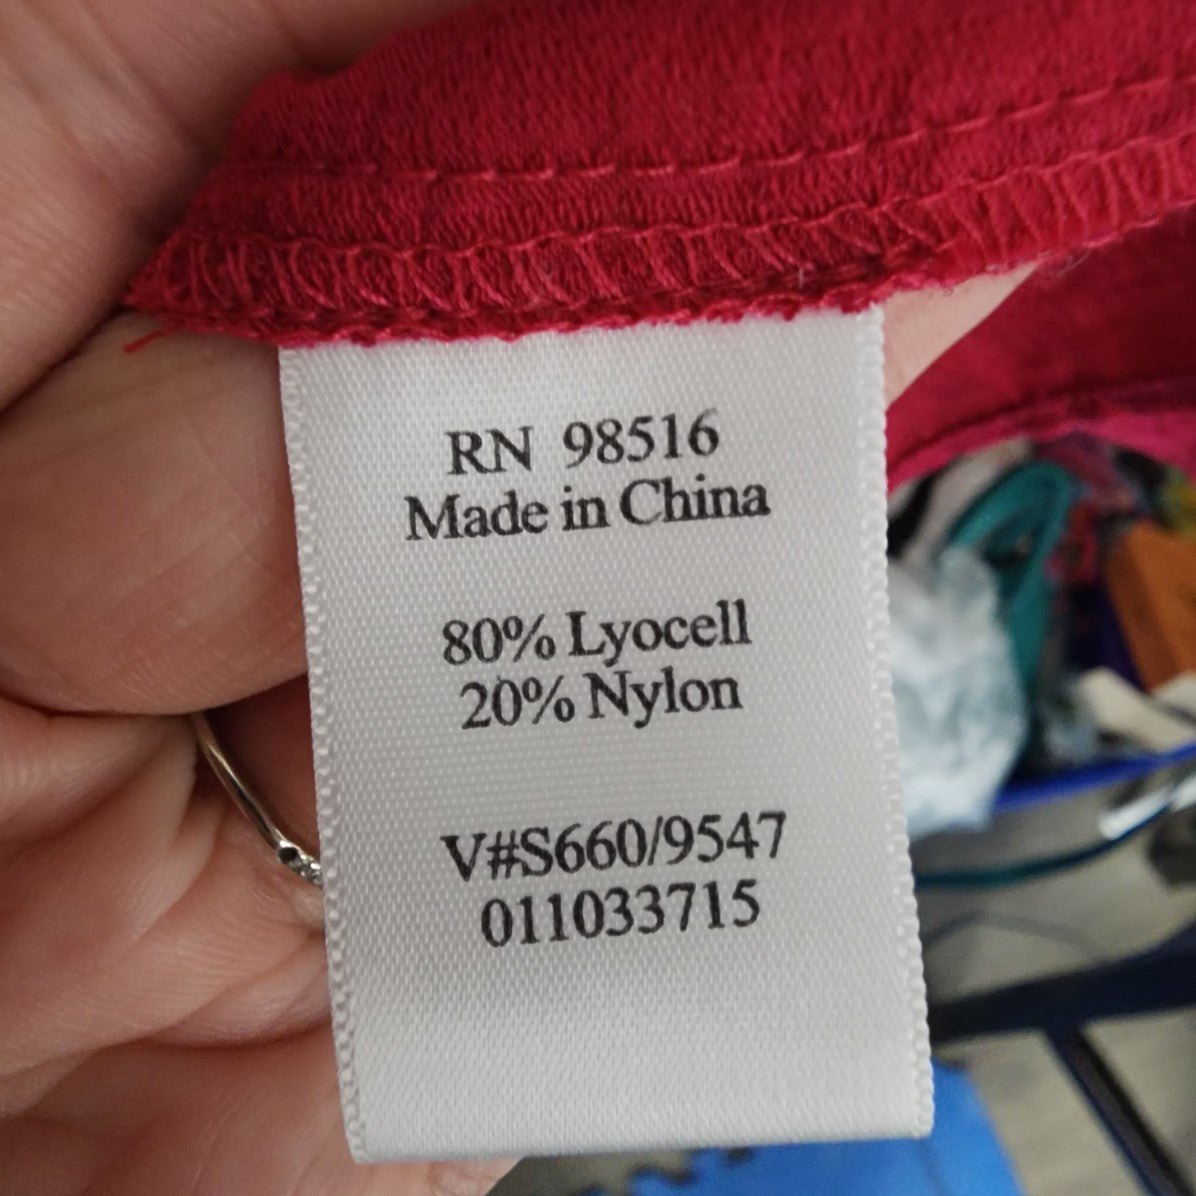 RN 98516
Made in China
80% Lyocell
20% Nylon
V#S660/9547
011033715